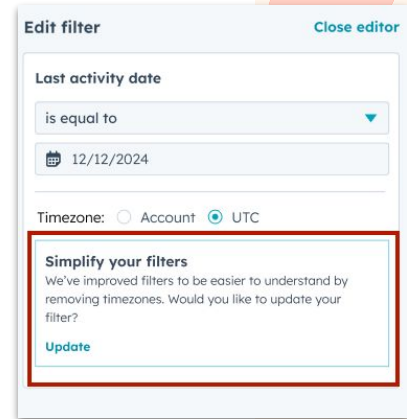 Edit filter Close editor
Last activity date
is equal to
12/12/2024
Timezone: Account UTC
Simplify your filters
We've improved filters to be easier to understand by
removing timezones. Would you like to update your
filter?
Update